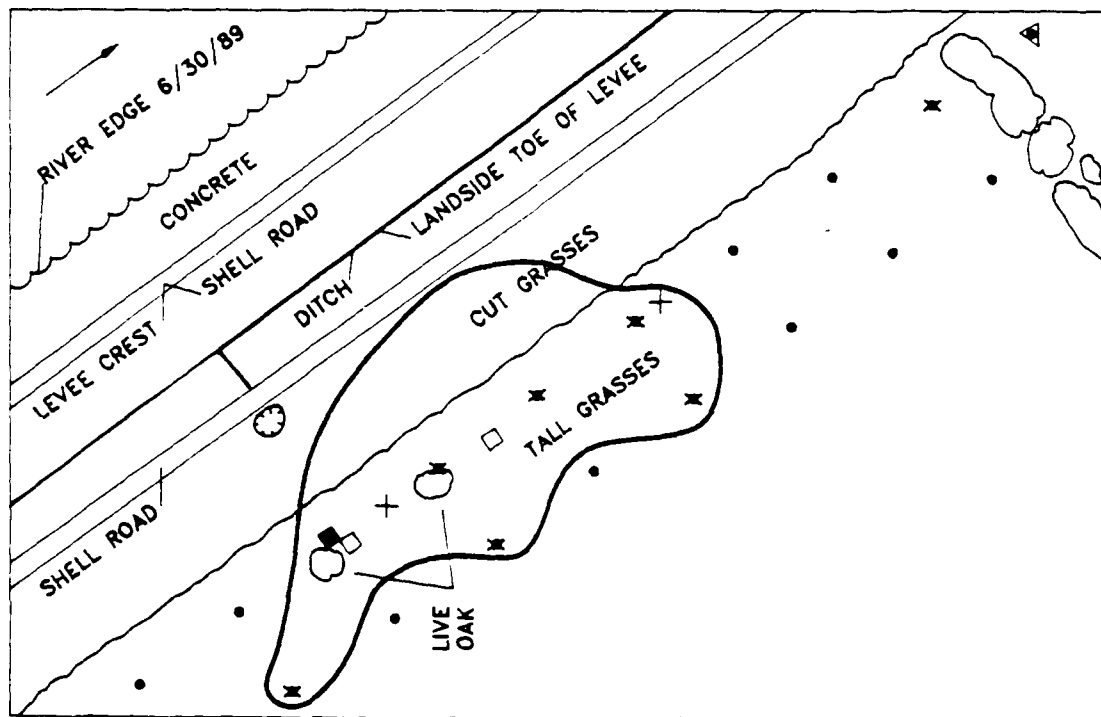 RIVER EDGE 6/30/89
CONCRETE
LEVEE CREST
SHELL ROAD
DITCH
LANDSIDE TOE OF LEVEE
CUT GRASSES
TALL GRASSES
SHELL ROAD
LIVE
OAK